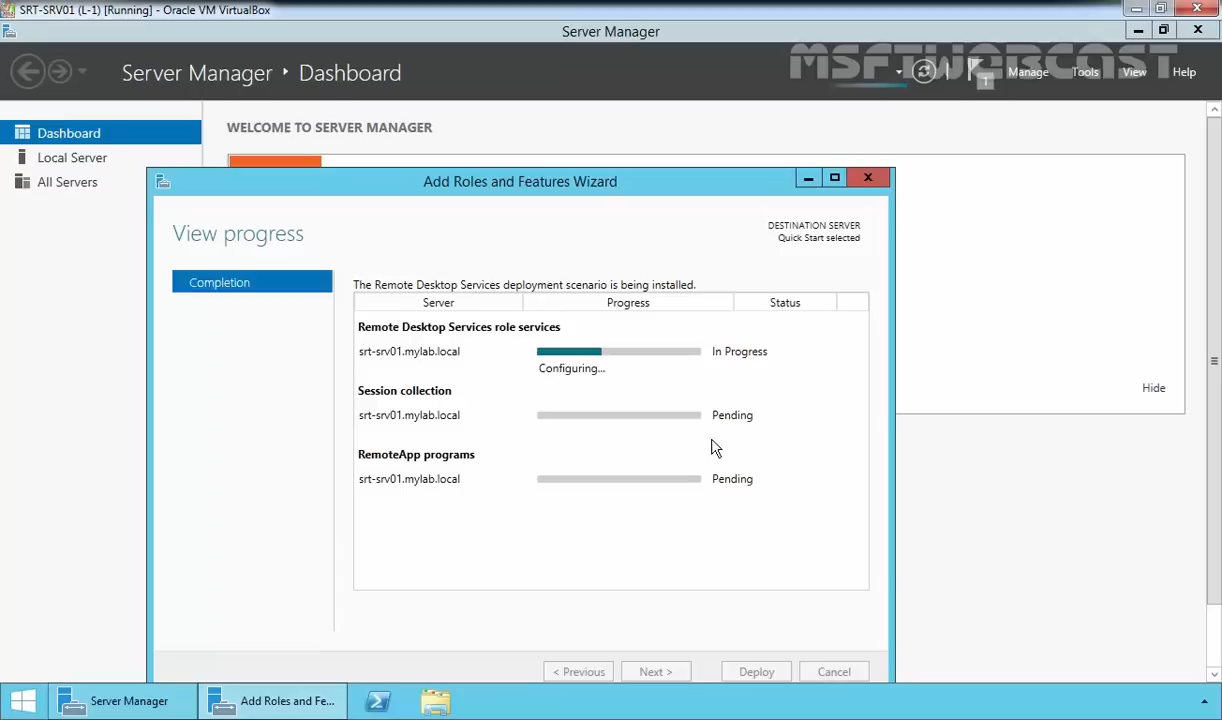 SRT-SRV01 (L-1) [Running] - Oracle VM VirtualBox
Server Manager
MSFTWEBCAST
Server Manager ‣ Dashboard
1
Manage
Tools
View
Help
Dashboard
Local Server
All Servers
WELCOME TO SERVER MANAGER
Add Roles and Features Wizard
View progress
DESTINATION SERVER
Quick Start selected
Completion
The Remote Desktop Services deployment scenario is being installed.
Server Progress Status
Remote Desktop Services role services
srt-srv01.mylab.local In Progress
Configuring...
Session collection
srt-srv01.mylab.local Pending
RemoteApp programs
srt-srv01.mylab.local Pending
Hide
< Previous Next > Deploy Cancel
Server Manager Add Roles and Fe...